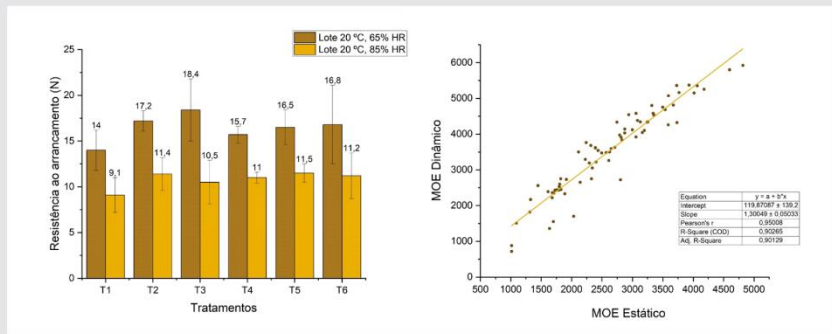 Lote 20 ºC, 65% HR
Lote 20 ºC, 85% HR
Resistência ao arrancamento (N)
25
20
15
10
5
0
14
9,1
17,2
11,4
18,4
10,5
15,7
11
16,5
11,5
16,8
11,2
T1 T2 T3 T4 T5 T6
Tratamentos
MOE Dinâmico
7000
6000
5000
4000
3000
2000
1000
0
Equation y = a + b*x
Intercept 119,87087 ± 139,2
Slope 1,30049 ± 0,05033
Pearson's r 0,95008
R-Square (COD) 0,90265
Adj. R-Square 0,90129
500 1000 1500 2000 2500 3000 3500 4000 4500 5000
MOE Estático